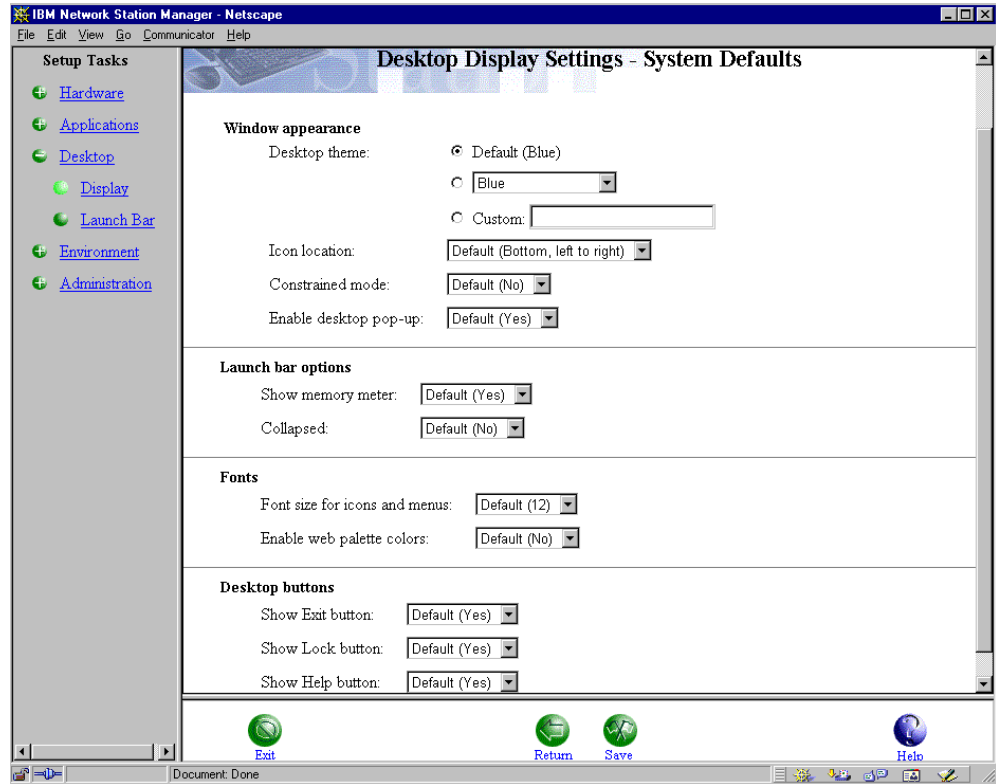 IBM Network Station Manager - Netscape
File Edit View Go Communicator Help
Setup Tasks
Hardware
Applications
Desktop
Display
Launch Bar
Environment
Administration
Desktop Display Settings - System Defaults
Window appearance
Desktop theme: Default (Blue)
Blue
Custom:
Icon location: Default (Bottom, left to right)
Constrained mode: Default (No)
Enable desktop pop-up: Default (Yes)
Launch bar options
Show memory meter: Default (Yes)
Collapsed: Default (No)
Fonts
Font size for icons and menus: Default (12)
Enable web palette colors: Default (No)
Desktop buttons
Show Exit button: Default (Yes)
Show Lock button: Default (Yes)
Show Help button: Default (Yes)
Exit Return Save Help
Document: Done